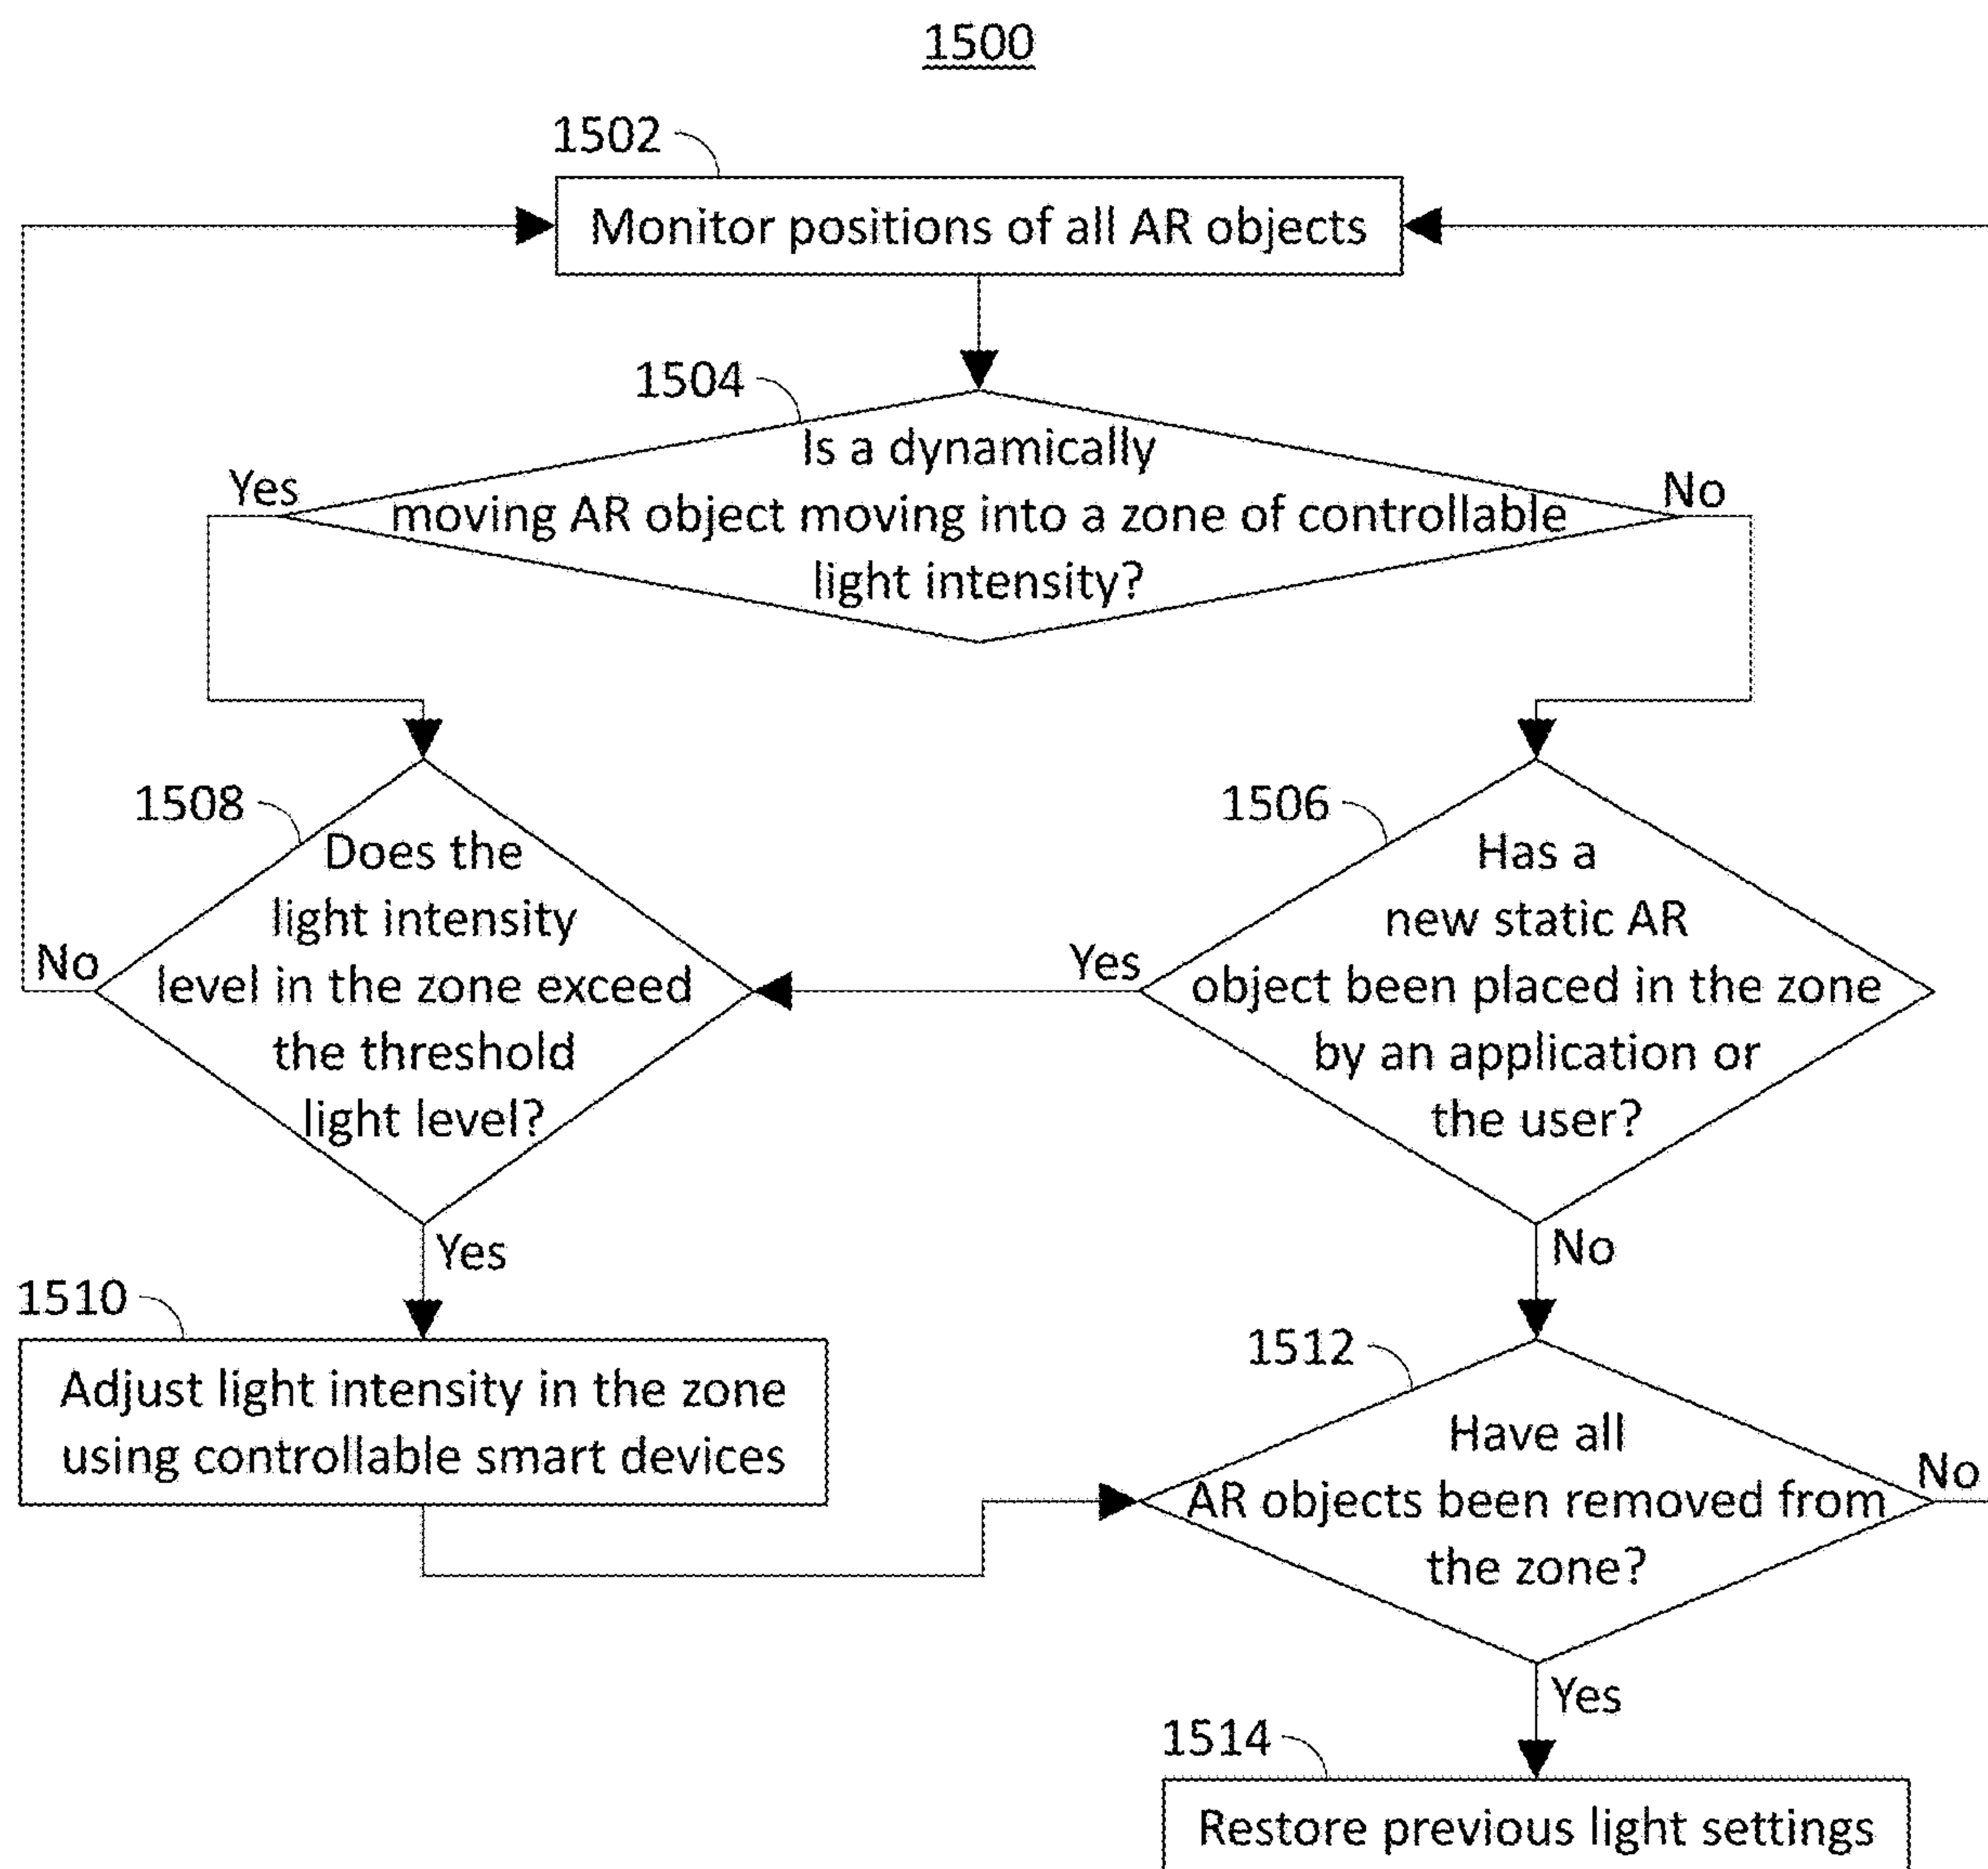 1500
1502
Monitor positions of all AR objects
1504
Is a dynamically
moving AR object moving into a zone of controllable
light intensity?
Yes
No
1508
Does the
light intensity
level in the zone exceed
the threshold
light level?
No
Yes
1506
Has a
new static AR
object been placed in the zone
by an application or
the user?
Yes
No
1510
Adjust light intensity in the zone
using controllable smart devices
1512
Have all
AR objects been removed from
the zone?
No
Yes
1514
Restore previous light settings